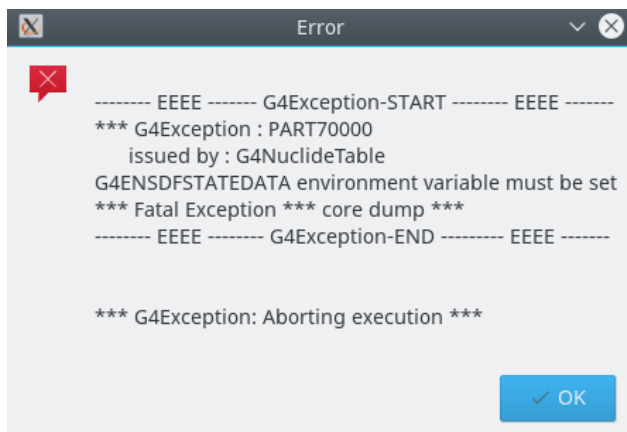 Error
-------- EEEE ------- G4Exception-START -------- EEEE -------
*** G4Exception : PART70000
issued by : G4NuclideTable
G4ENSDFSTATEDATA environment variable must be set
*** Fatal Exception *** core dump ***
-------- EEEE -------- G4Exception-END --------- EEEE -------
*** G4Exception: Aborting execution ***
OK